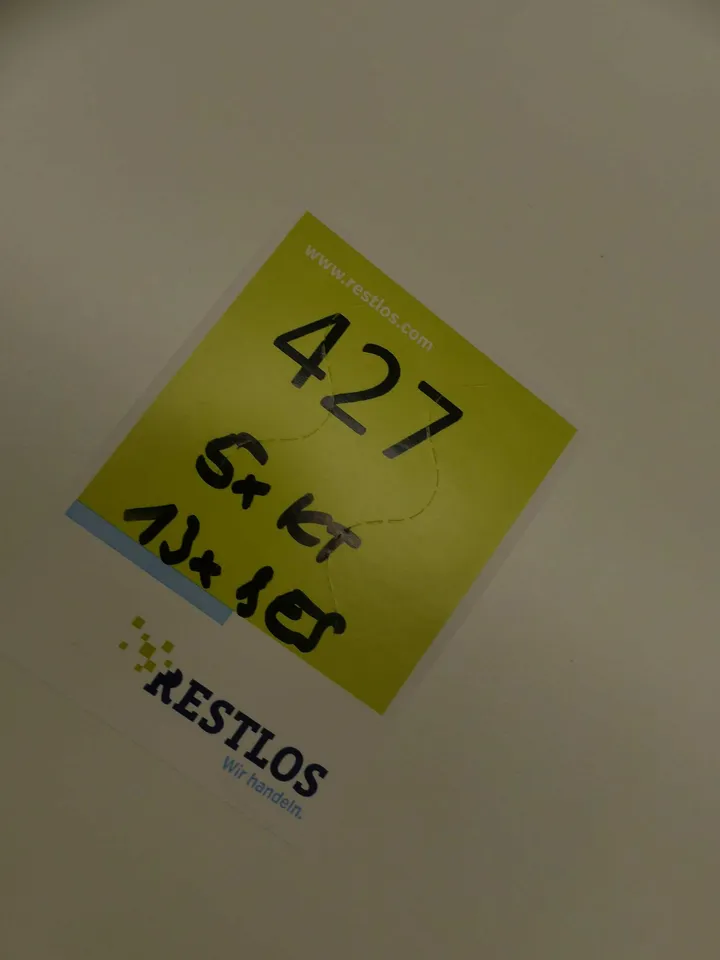 www.restlos.com
427
5x KT
13x
RESTLOS
Wir handeln.